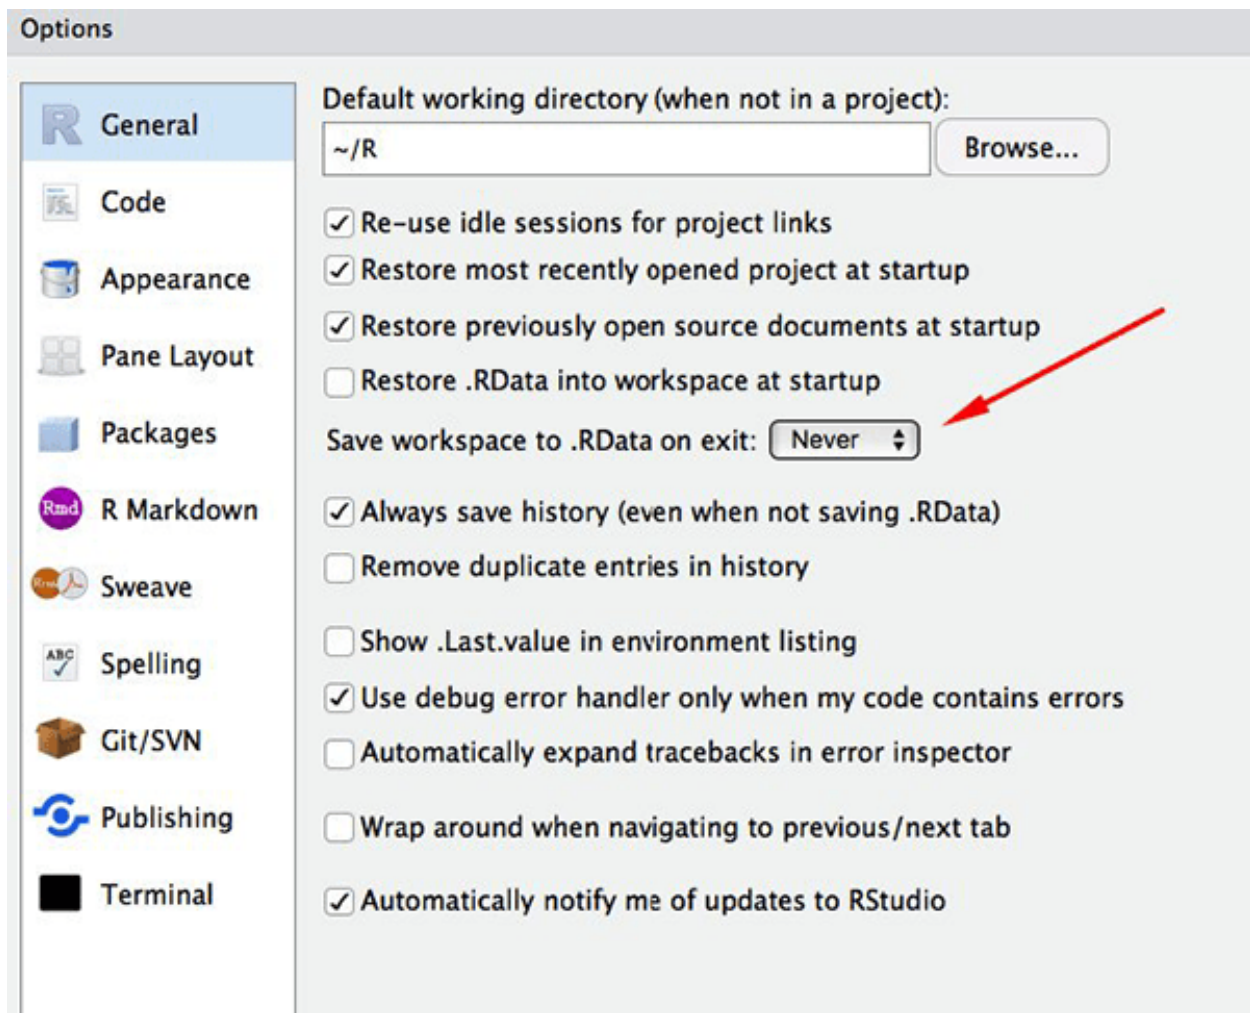 Options
General
Code
Appearance
Pane Layout
Packages
Rmd R Markdown
Sweave
ABC Spelling
Git/SVN
Publishing
Terminal
Default working directory (when not in a project):
~/R
Browse...
Re-use idle sessions for project links
Restore most recently opened project at startup
Restore previously open source documents at startup
Restore .RData into workspace at startup
Save workspace to .RData on exit: Never
Always save history (even when not saving .RData)
Remove duplicate entries in history
Show .Last.value in environment listing
Use debug error handler only when my code contains errors
Automatically expand tracebacks in error inspector
Wrap around when navigating to previous/next tab
Automatically notify me of updates to RStudio